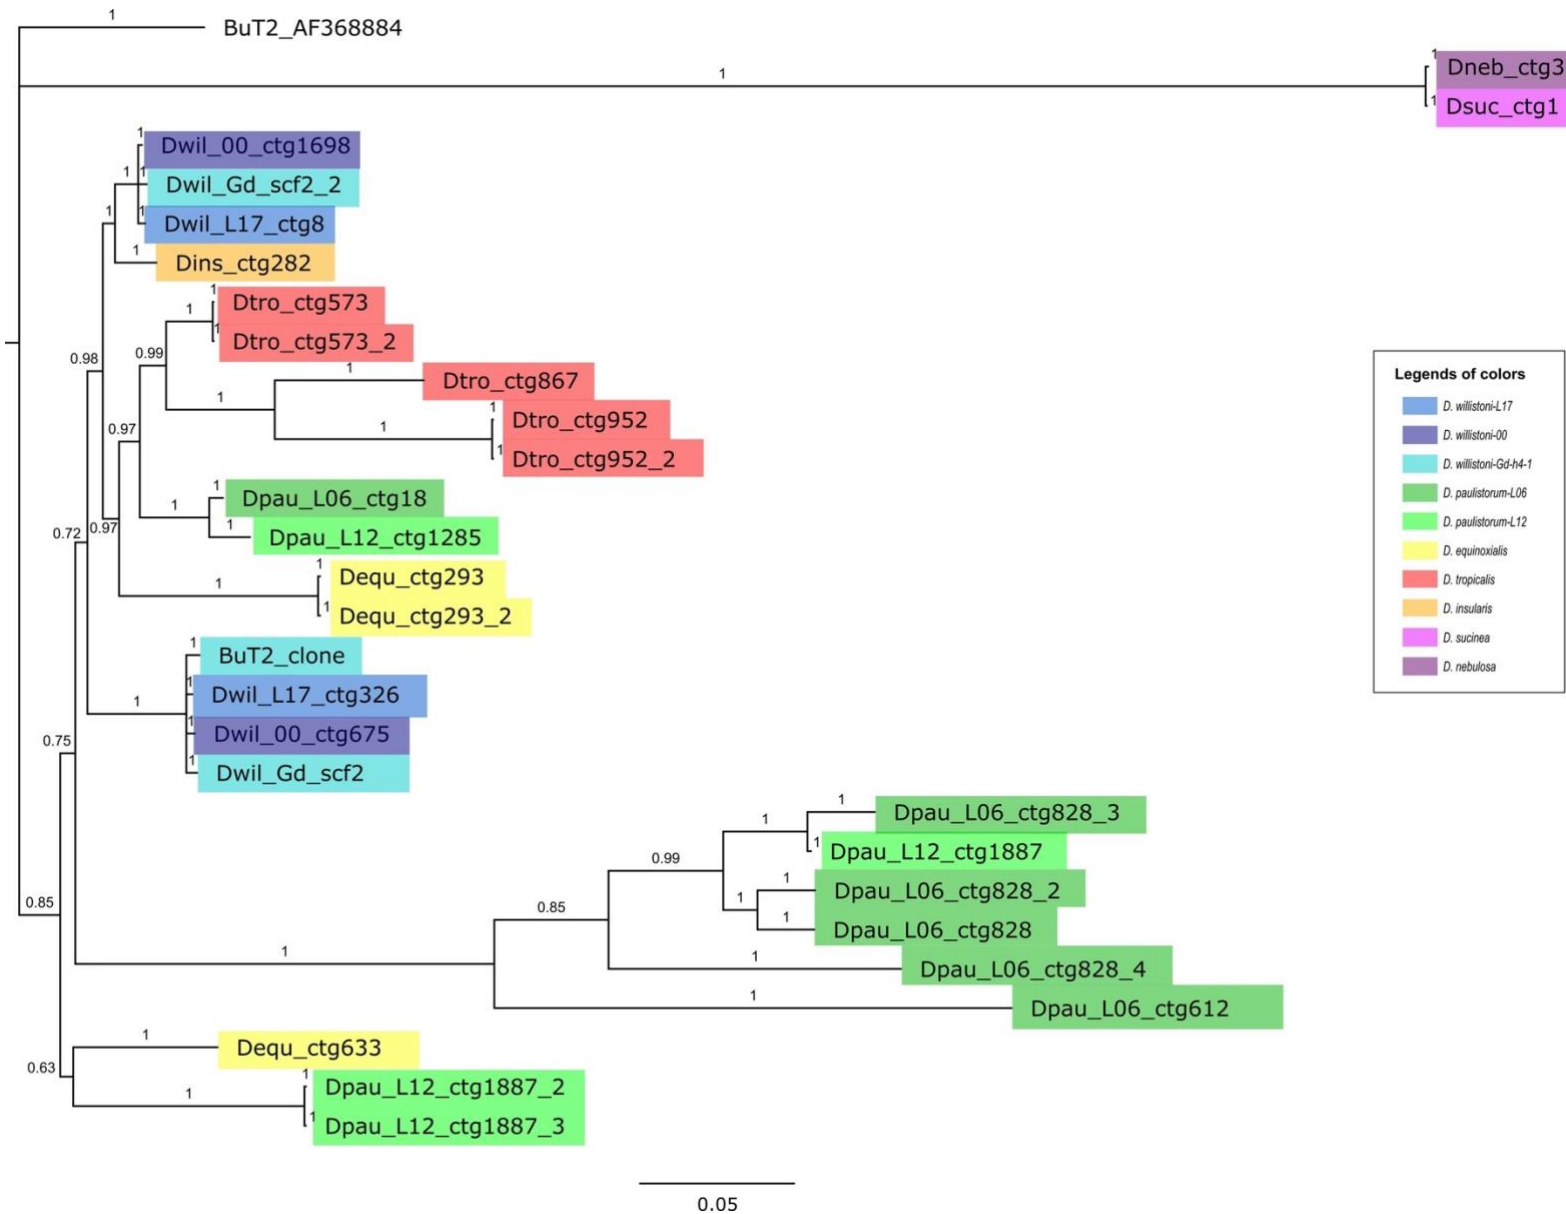 1
BuT2_AF368884
1
1
Dneb_ctg3
1
Dsuc_ctg1
1
Dwil_00_ctg1698
1
1
Dwil_Gd_scf2_2
1
1
Dwil_L17_ctg8
1
Dins_ctg282
1
Dtro_ctg573
1
1
Dtro_ctg573_2
0.99
0.98
1
Dtro_ctg867
1
1
Dtro_ctg952
0.97
1
1
Dtro_ctg952_2
1
Dpau_L06_ctg18
1
1
Dpau_L12_ctg1285
0.72
0.97
1
Dequ_ctg293
1
1
Dequ_ctg293_2
1
BuT2_clone
1
Dwil_L17_ctg326
1
1
Dwil_00_ctg675
0.75
1
Dwil_Gd_scf2
1
Dpau_L06_ctg828_3
1
1
Dpau_L12_ctg1887
0.99
1
Dpau_L06_ctg828_2
1
1
Dpau_L06_ctg828
0.85
0.85
1
Dpau_L06_ctg828_4
1
1
Dpau_L06_ctg612
1
Dequ_ctg633
0.63
1
Dpau_L12_ctg1887_2
1
1
Dpau_L12_ctg1887_3
0.05
Legends of colors
D. willistoni-L17
D. willistoni-00
D. willistoni-Gd-h4-1
D. paulistorum-L06
D. paulistorum-L12
D. equinoxialis
D. tropicalis
D. insularis
D. sucinea
D. nebulosa